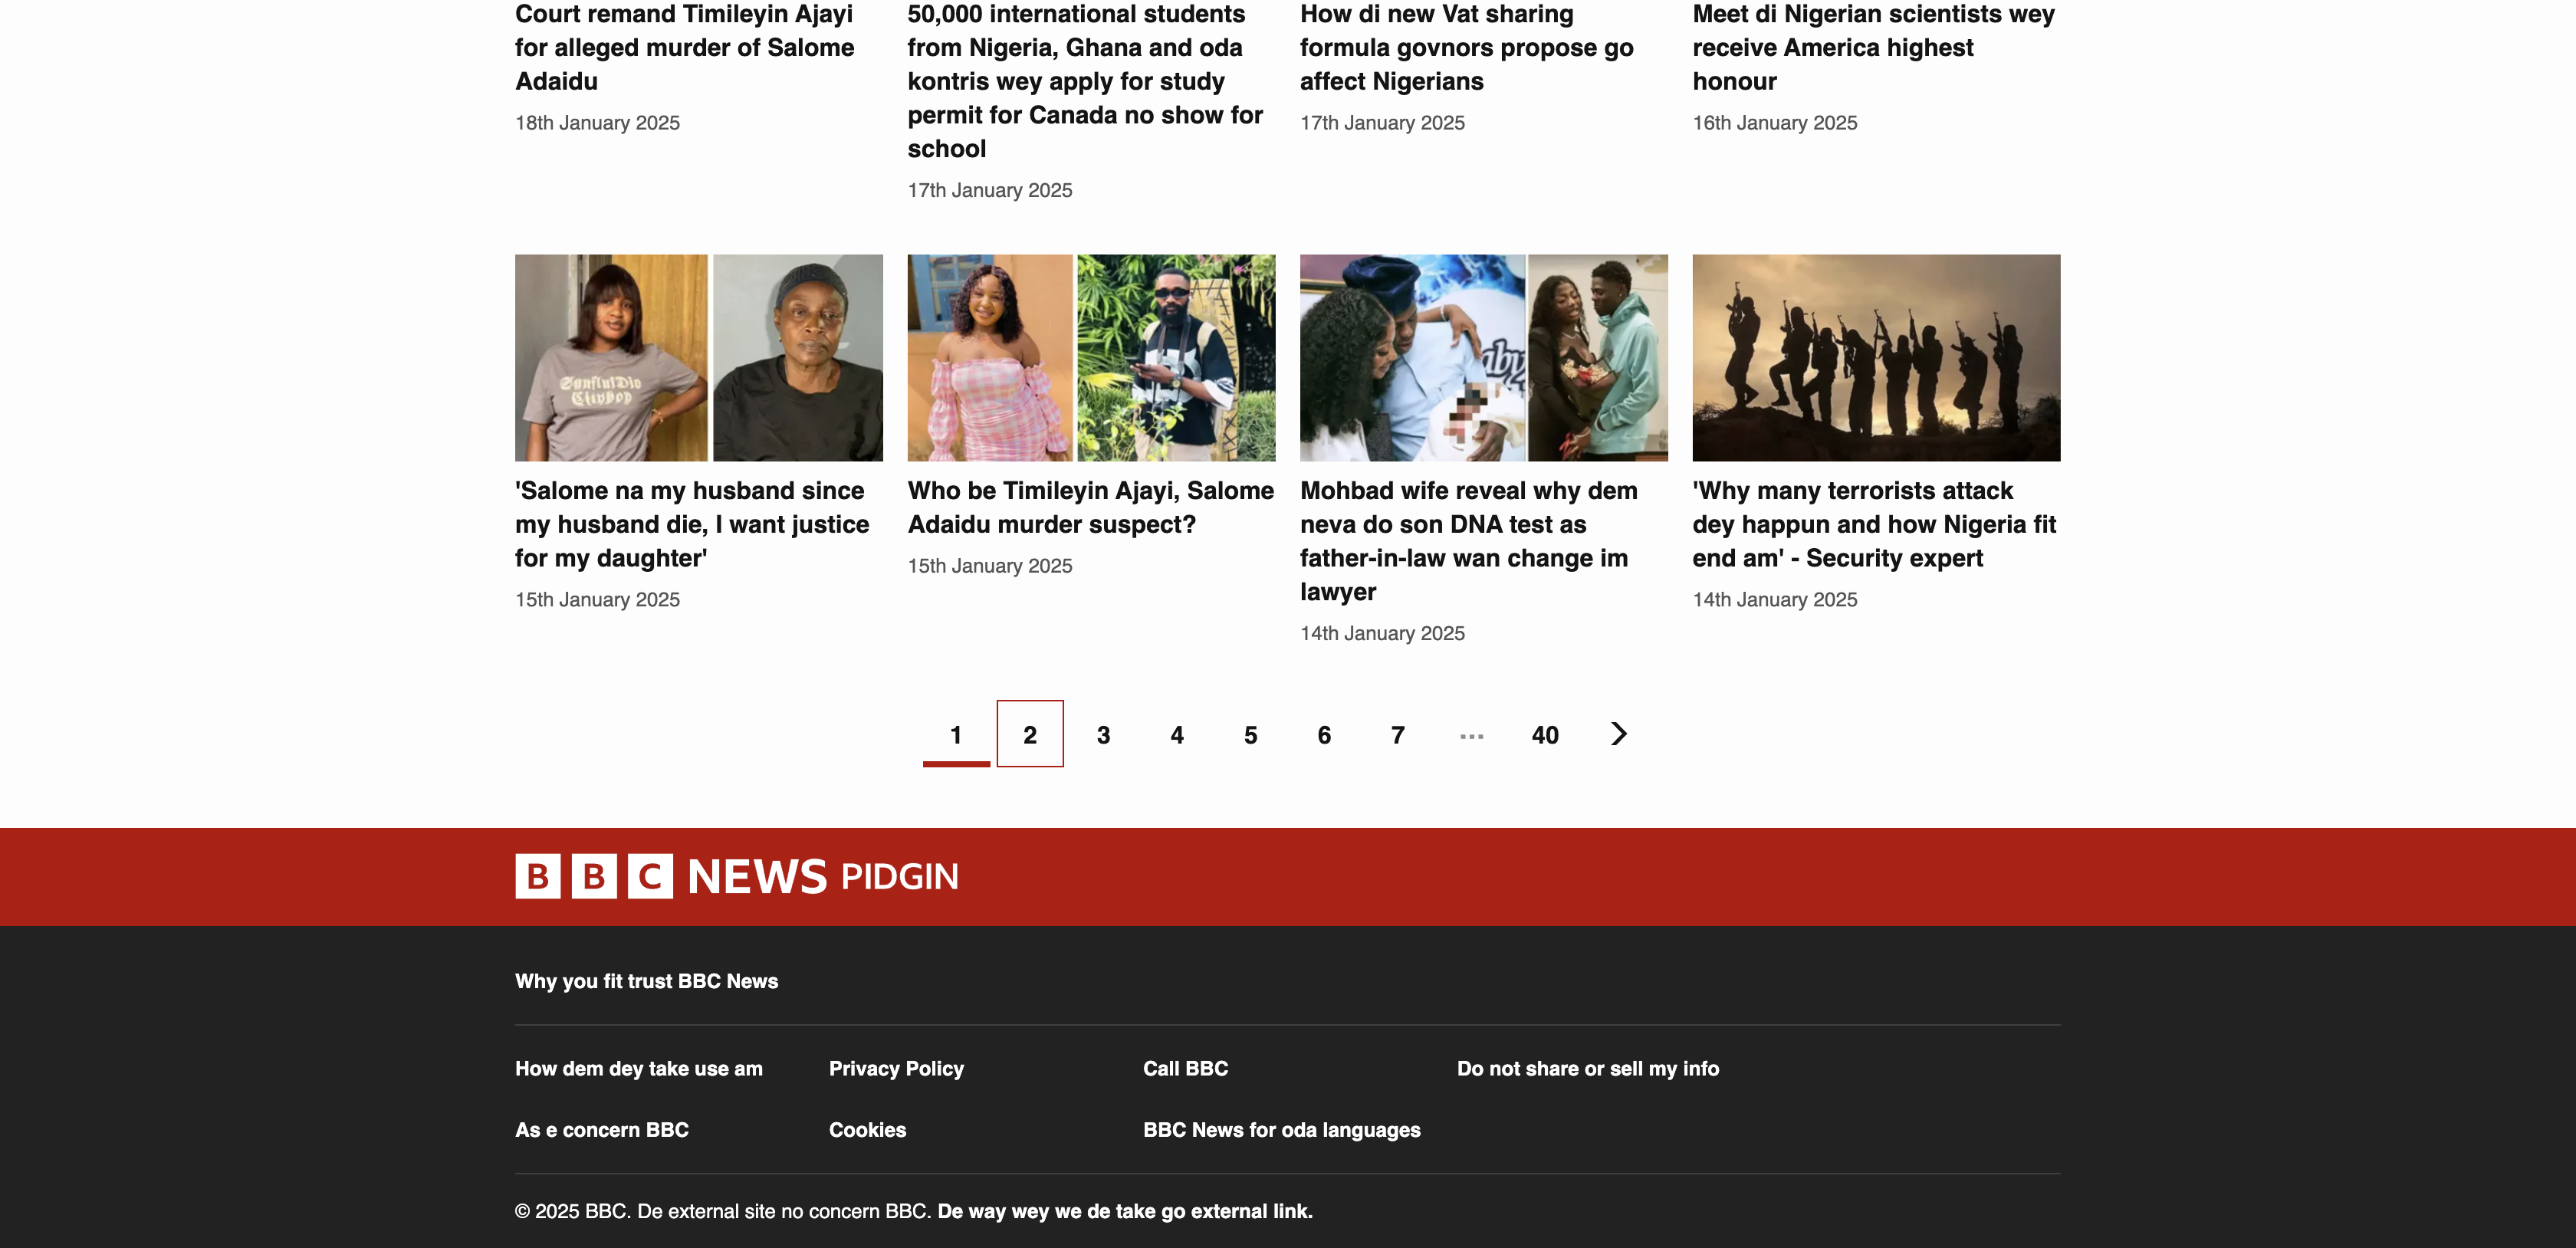 Court remand Timileyin Ajayi
for alleged murder of Salome
Adaidu
18th January 2025
50,000 international students
from Nigeria, Ghana and oda
kontris wey apply for study
permit for Canada no show for
school
17th January 2025
How di new Vat sharing
formula govnors propose go
affect Nigerians
17th January 2025
Meet di Nigerian scientists wey
receive America highest
honour
16th January 2025
'Salome na my husband since
my husband die, I want justice
for my daughter'
15th January 2025
Who be Timileyin Ajayi, Salome
Adaidu murder suspect?
15th January 2025
Mohbad wife reveal why dem
neva do son DNA test as
father-in-law wan change im
lawyer
14th January 2025
'Why many terrorists attack
dey happun and how Nigeria fit
end am' - Security expert
14th January 2025
1 2 3 4 5 6 7 ... 40
BBC NEWS PIDGIN
Why you fit trust BBC News
How dem dey take use am
Privacy Policy
Call BBC
Do not share or sell my info
As e concern BBC
Cookies
BBC News for oda languages
© 2025 BBC. De external site no concern BBC. De way wey we de take go external link.